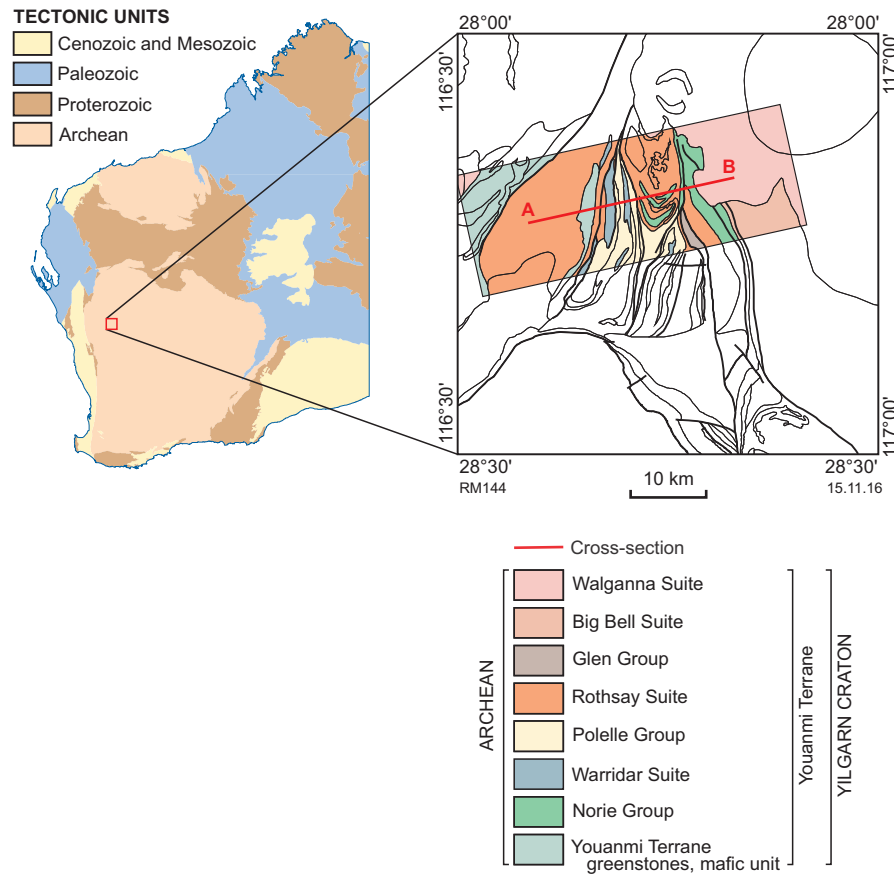 TECTONIC UNITS
Cenozoic and Mesozoic
Paleozoic
Proterozoic
Archean
28°00'
28°00'
116°30'
117°00'
A
B
116°30'
117°00'
28°30'
28°30'
RM144
10 km
15.11.16
Cross-section
Walganna Suite
Big Bell Suite
Glen Group
Rothsay Suite
Polelle Group
Warridar Suite
Norie Group
Youanmi Terrane
greenstones, mafic unit
ARCHEAN
Youanmi Terrane
YILGARN CRATON